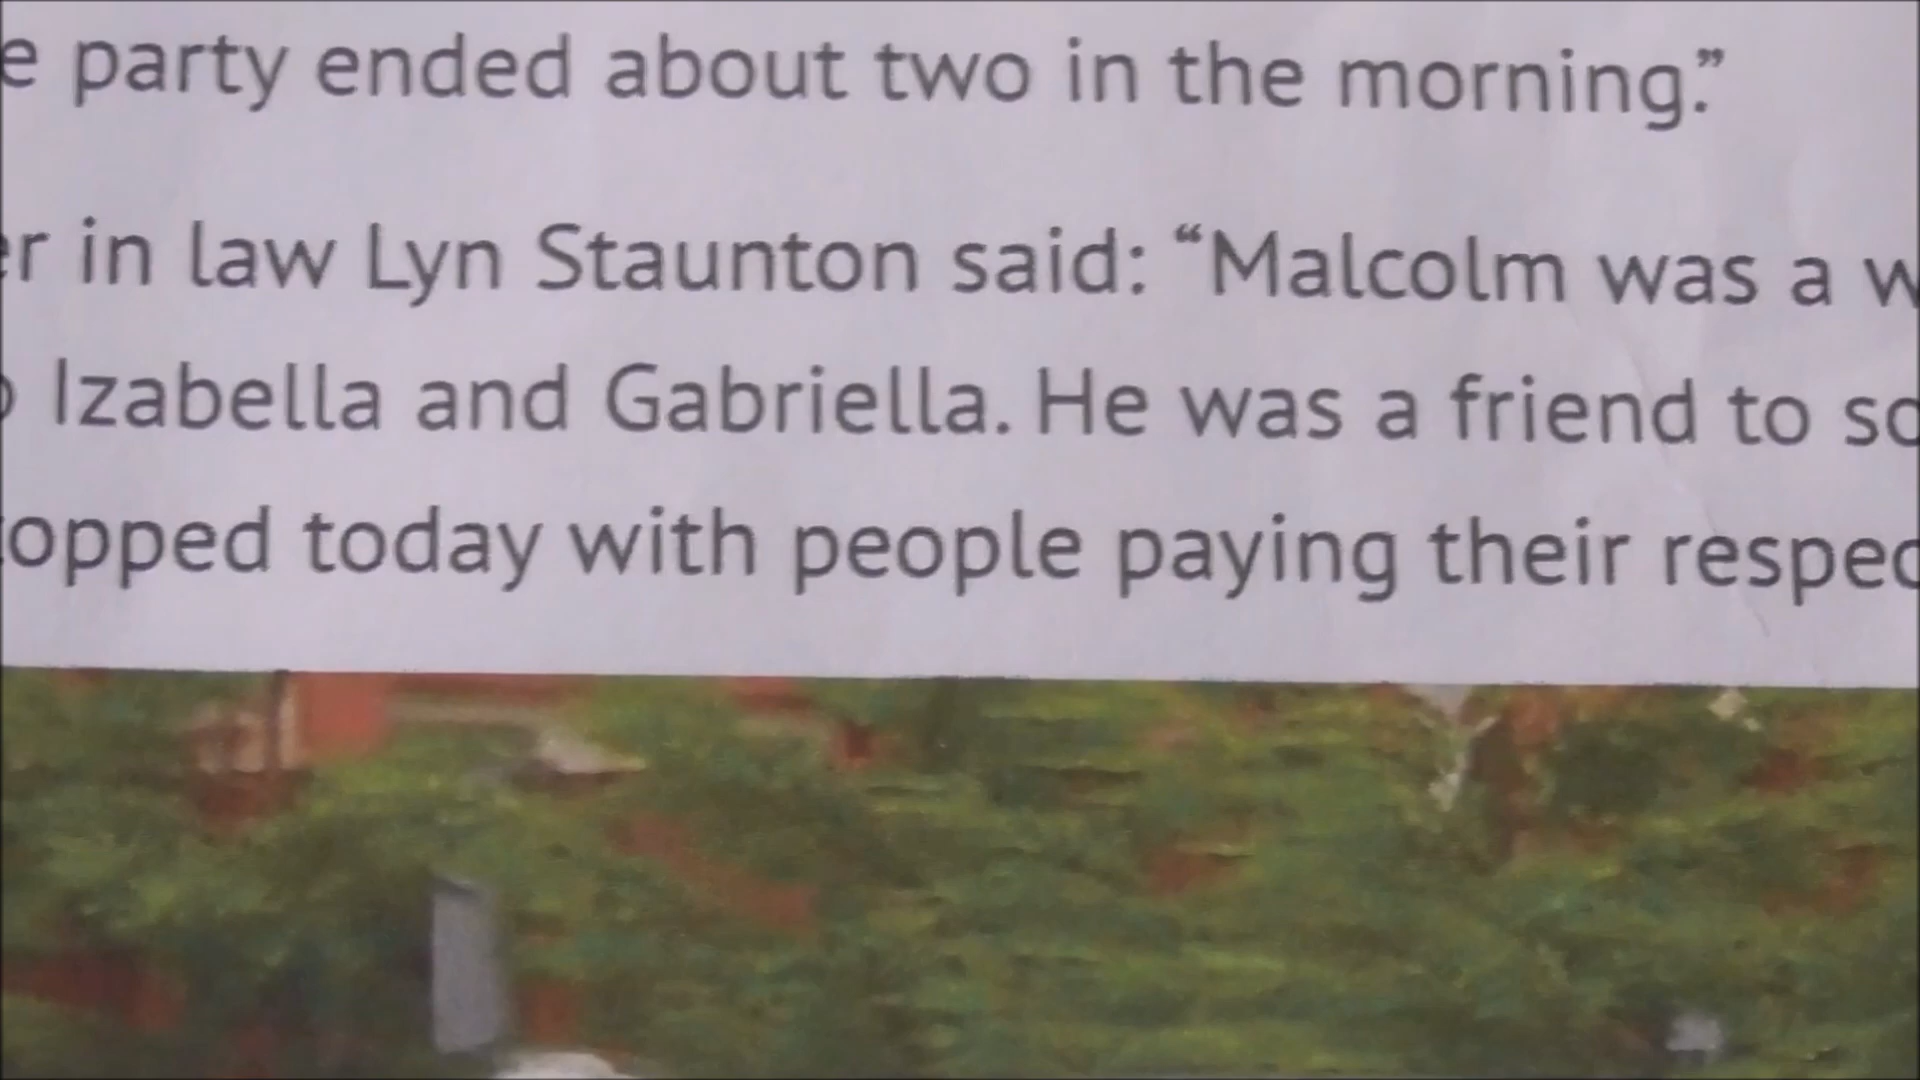 e party ended about two in the morning.”
er in law Lyn Staunton said: “Malcolm was a w
Izabella and Gabriella. He was a friend to so
opped today with people paying their respec